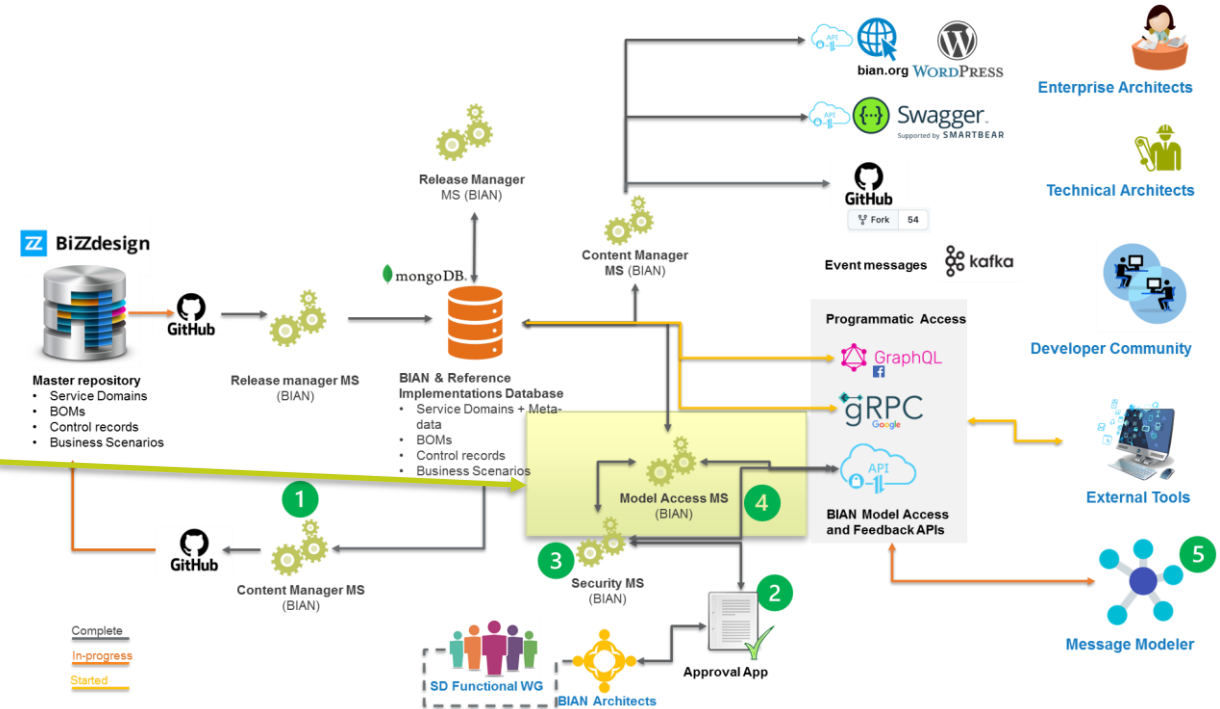 API
bian.org
WORDPRESS
Enterprise Architects
API
{···}
Swagger™
Supported by SMARTBEAR
Release Manager
MS (BIAN)
Technical Architects
GitHub
Fork 54
Content Manager
MS (BIAN)
Event messages
kafka
BiZZdesign
mongoDB.
GitHub
Programmatic Access
GraphQL
Developer Community
Master repository
• Service Domains
• BOMs
• Control records
• Business Scenarios
Release manager MS
(BIAN)
BIAN & Reference
Implementations Database
• Service Domains + Meta-
data
• BOMs
• Control records
• Business Scenarios
gRPC
Google
API
Model Access MS
(BIAN)
4
External Tools
1
BIAN Model Access
and Feedback APIs
GitHub
Content Manager MS
(BIAN)
3
Security MS
(BIAN)
2
5
Message Modeler
Complete
In-progress
Started
Approval App
SD Functional WG
BIAN Architects